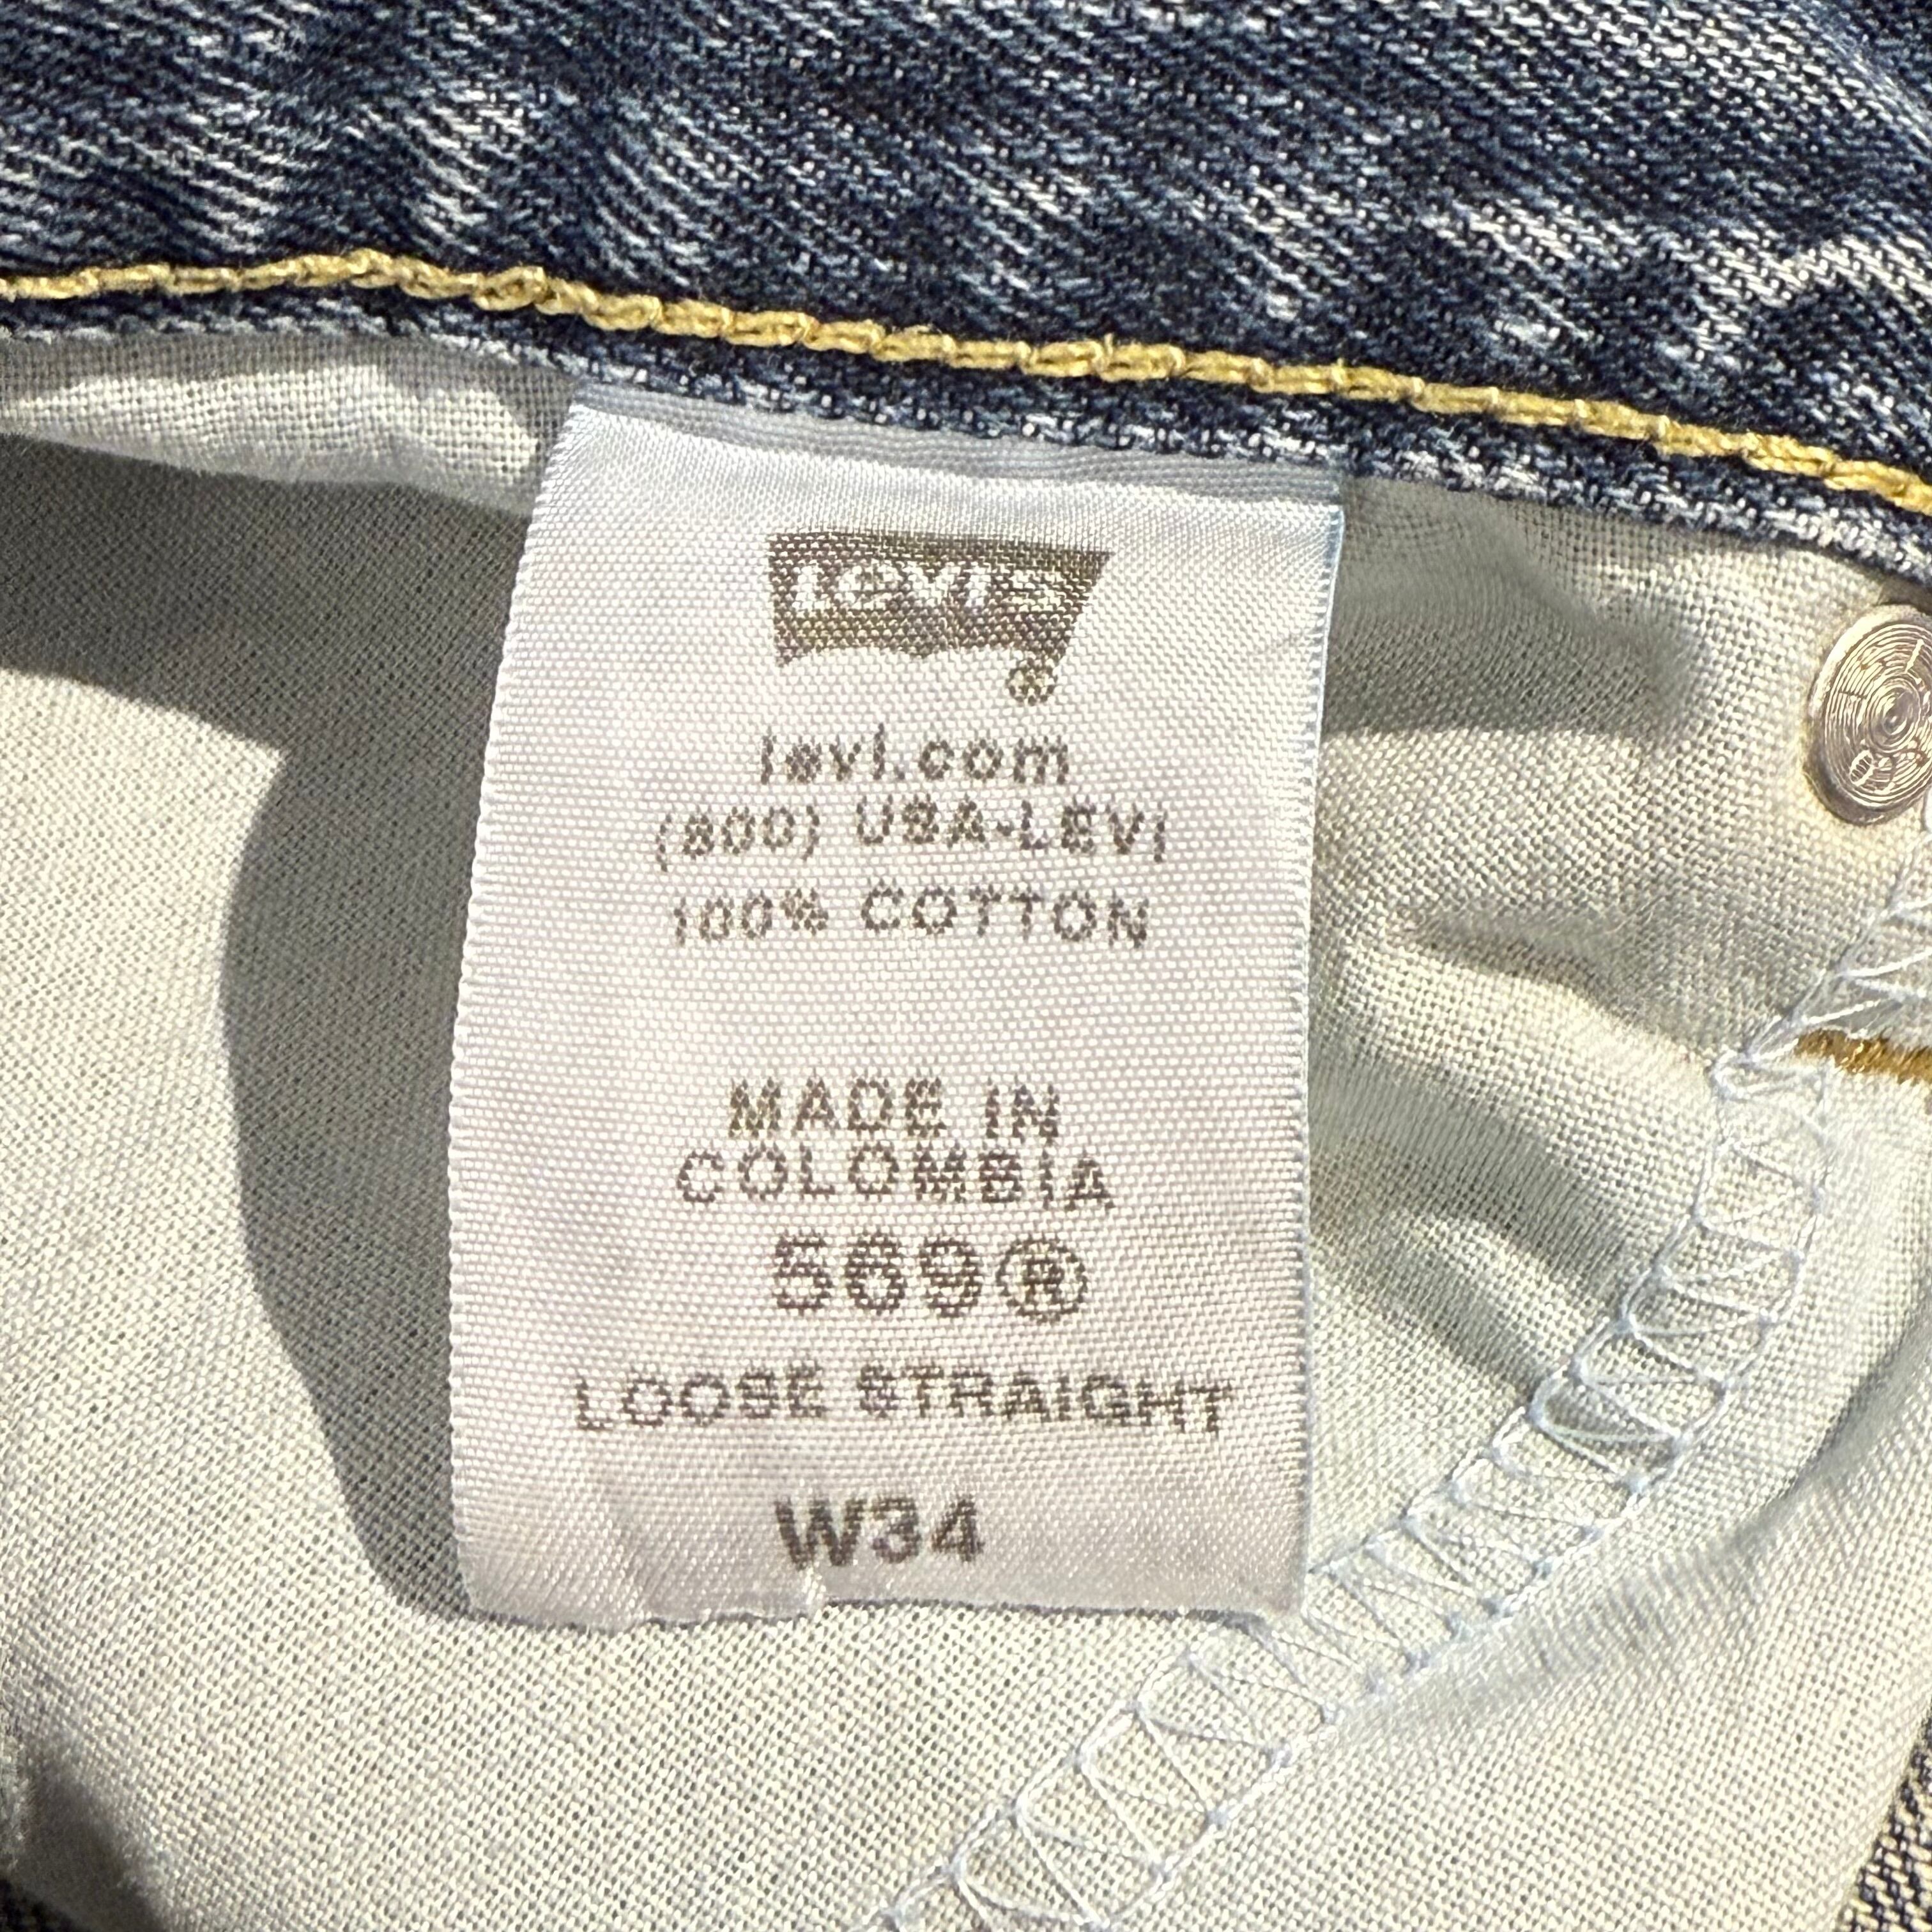 Levi's
®
levi.com
(800) USA-LEVI
100% COTTON
MADE IN
COLOMBIA
569®
LOOSE STRAIGHT
W34